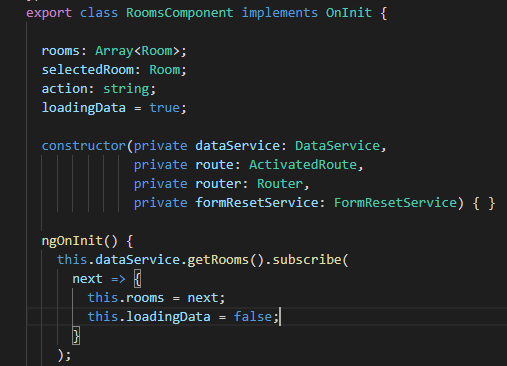 export class RoomsComponent implements OnInit {
rooms: Array<Room>;
selectedRoom: Room;
action: string;
loadingData = true;
constructor(private dataService: DataService,
private route: ActivatedRoute,
private router: Router,
private formResetService: FormResetService) { }
ngOnInit() {
this.dataService.getRooms().subscribe(
next => {
this.rooms = next;
this.loadingData = false;
}
);